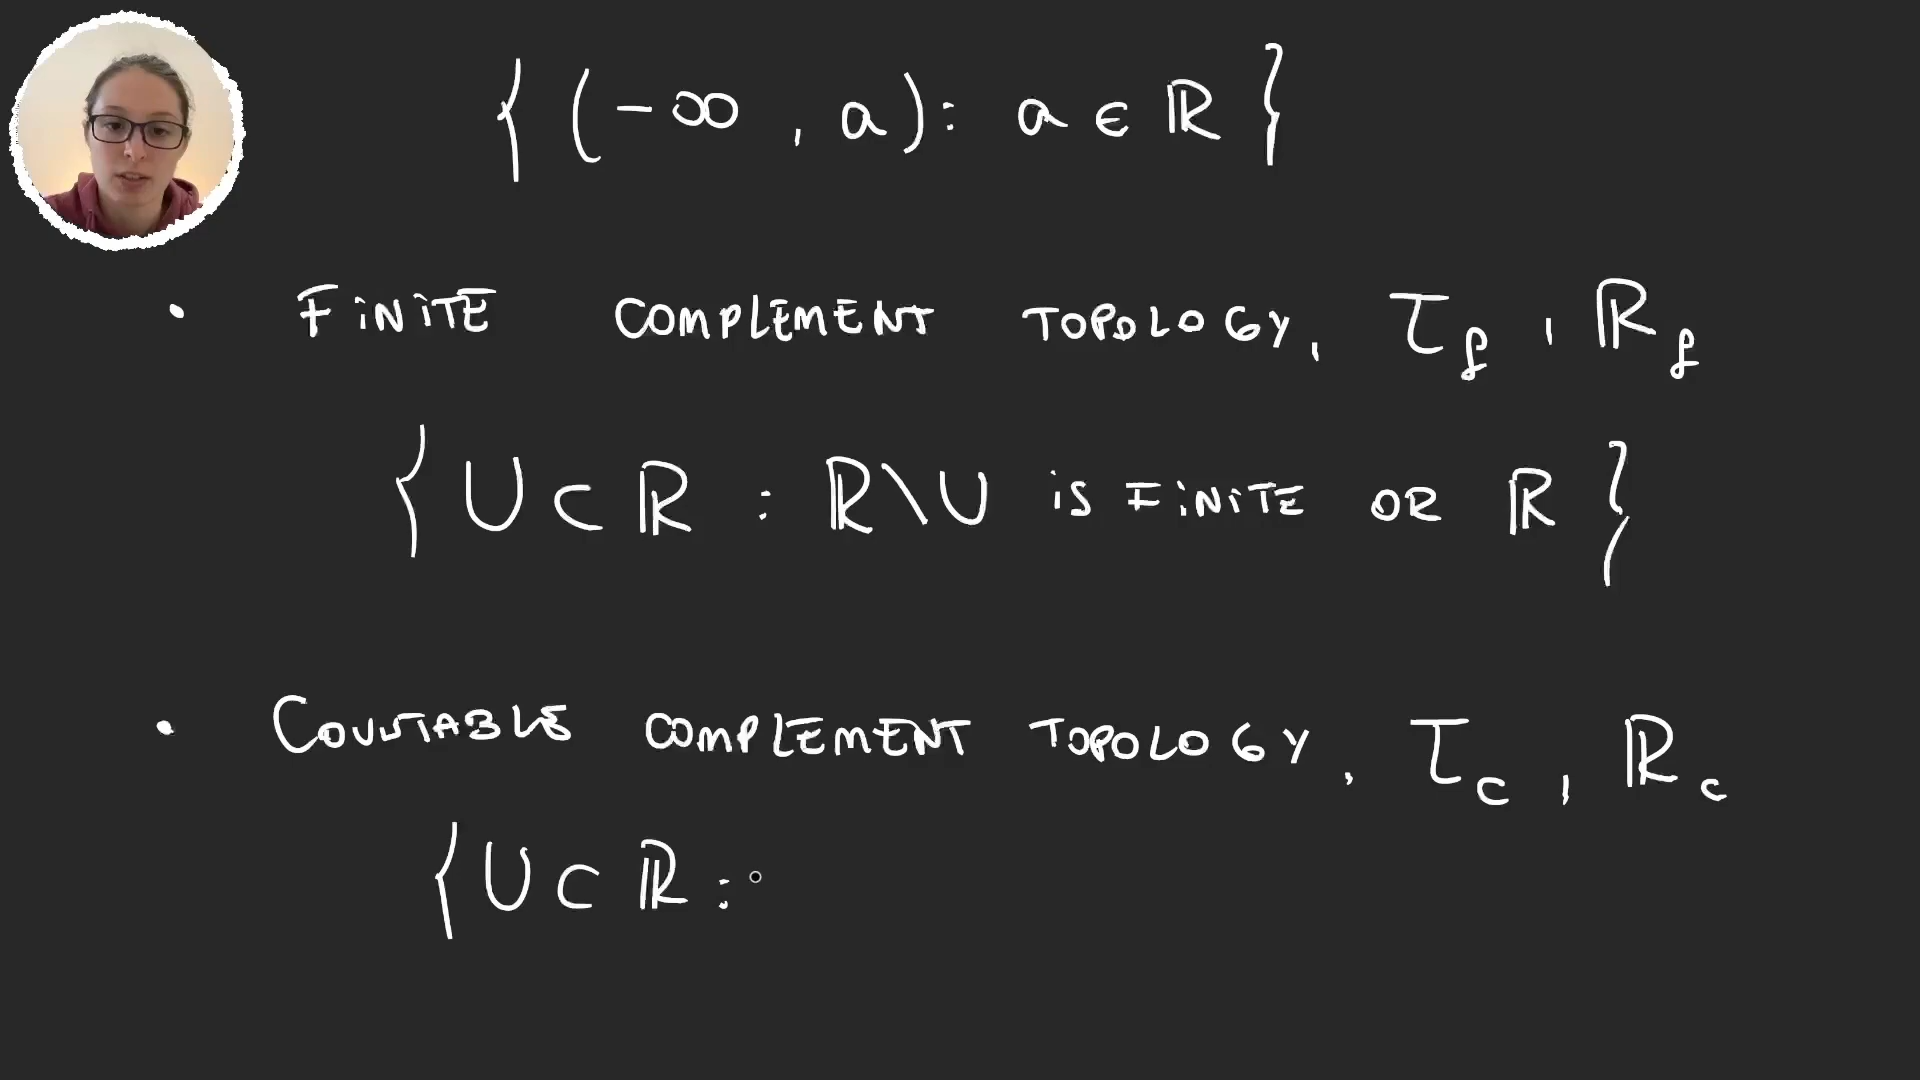 { (-∞ , a): a ∈ ℝ }
• FINITE COMPLEMENT TOPOLOGY, τ_f , ℝ_f
{ U ⊂ ℝ : ℝ\U is FINITE OR ℝ }
• COUNTABLE COMPLEMENT TOPOLOGY, τ_c , ℝ_c
{ U ⊂ ℝ :